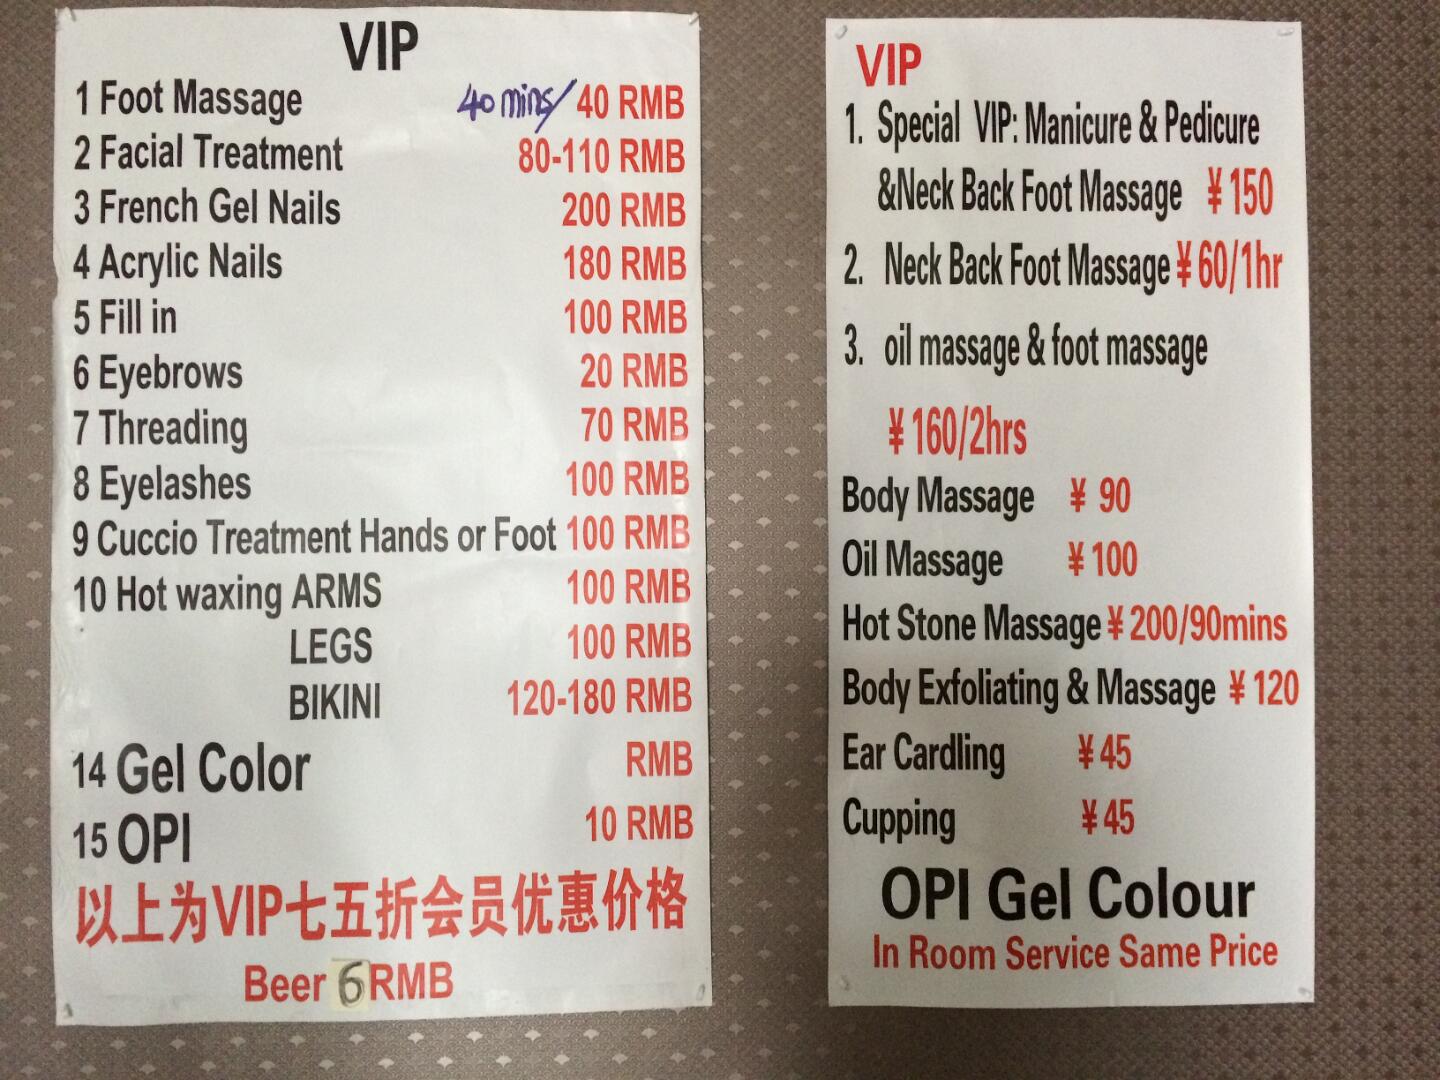 VIP
1 Foot Massage 40 mins/ 40 RMB
2 Facial Treatment 80-110 RMB
3 French Gel Nails 200 RMB
4 Acrylic Nails 180 RMB
5 Fill in 100 RMB
6 Eyebrows 20 RMB
7 Threading 70 RMB
8 Eyelashes 100 RMB
9 Cuccio Treatment Hands or Foot 100 RMB
10 Hot waxing ARMS 100 RMB
LEGS 100 RMB
BIKINI 120-180 RMB
14 Gel Color RMB
15 OPI 10 RMB
以上为VIP七五折会员优惠价格
Beer 6 RMB
VIP
1. Special VIP: Manicure & Pedicure
&Neck Back Foot Massage ¥150
2. Neck Back Foot Massage ¥60/1hr
3. oil massage & foot massage
¥160/2hrs
Body Massage ¥ 90
Oil Massage ¥100
Hot Stone Massage ¥200/90mins
Body Exfoliating & Massage ¥120
Ear Cardling ¥45
Cupping ¥45
OPI Gel Colour
In Room Service Same Price